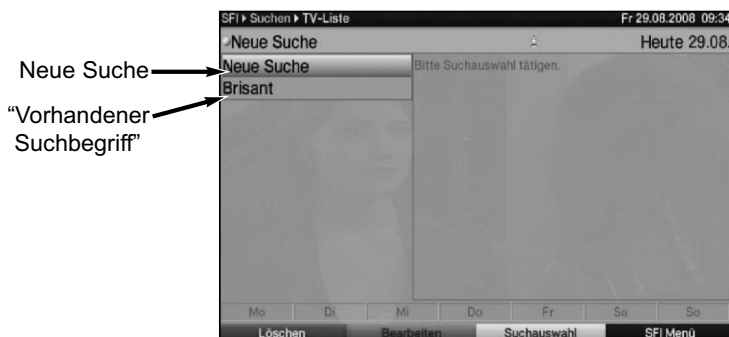 SFI ▸ Suchen ▸ TV-Liste Fr 29.08.2008 09:34
Neue Suche Heute 29.08.
Neue Suche
Neue Suche Bitte Suchauswahl tätigen.
Brisant
“Vorhandener
Suchbegriff”
Mo Di Mi Do Fr Sa So
Löschen Bearbeiten Suchauswahl SFI Menü